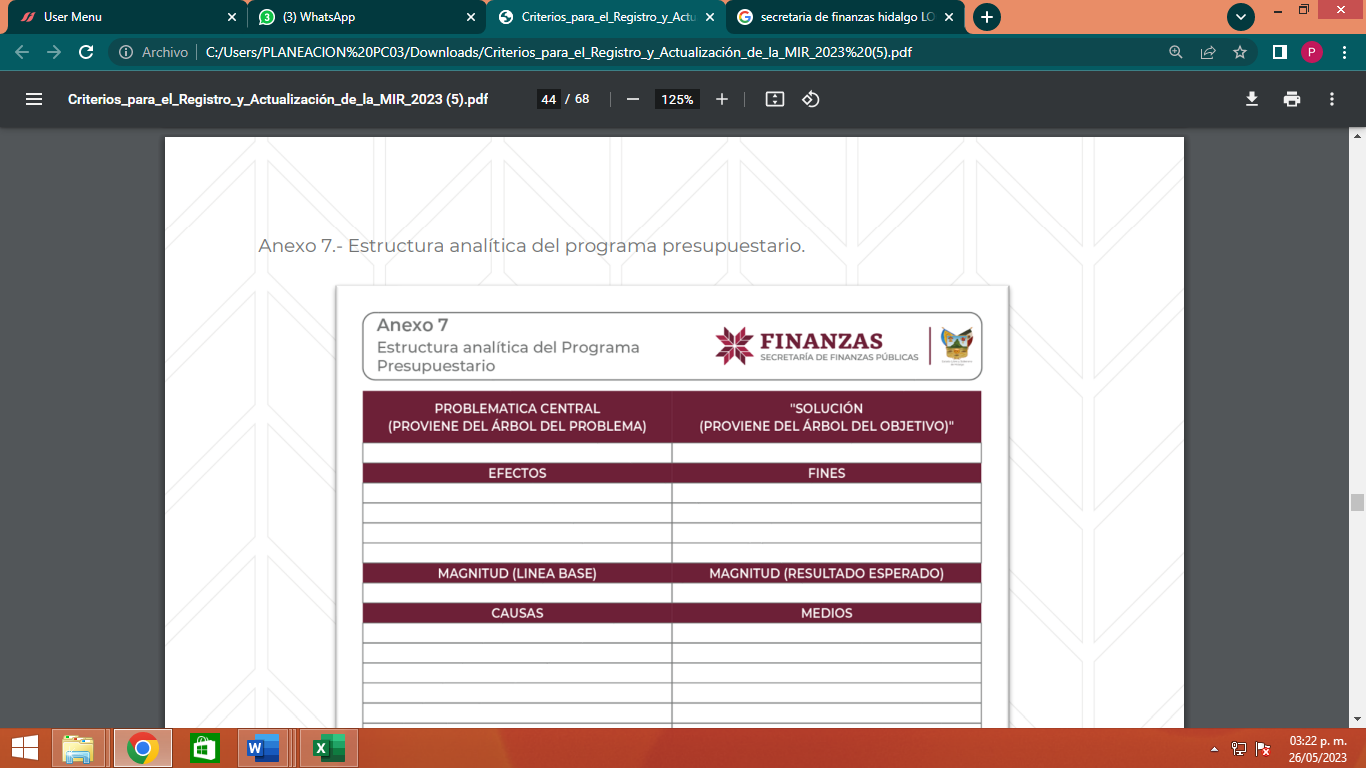 User Menu
(3) WhatsApp
Criterios_para_el_Registro_y_Actu
secretaria de finanzas hidalgo LO
Archivo
C:/Users/PLANEACION%20PC03/Downloads/Criterios_para_el_Registro_y_Actualización_de_la_MIR_2023%20(5).pdf
P
Criterios_para_el_Registro_y_Actualización_de_la_MIR_2023 (5).pdf
44 / 68
125%
Anexo 7.- Estructura analítica del programa presupuestario.
Anexo 7
Estructura analítica del Programa
Presupuestario
FINANZAS
SECRETARÍA DE FINANZAS PÚBLICAS
PROBLEMATICA CENTRAL
(PROVIENE DEL ÁRBOL DEL PROBLEMA)
"SOLUCIÓN
(PROVIENE DEL ÁRBOL DEL OBJETIVO)"
EFECTOS
FINES
MAGNITUD (LINEA BASE)
MAGNITUD (RESULTADO ESPERADO)
CAUSAS
MEDIOS
03:22 p. m.
26/05/2023